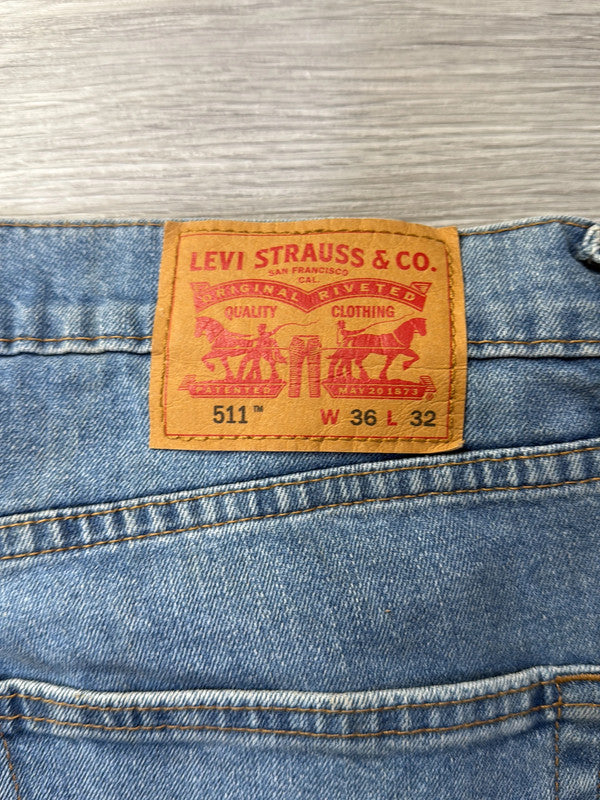 LEVI STRAUSS & CO.
SAN FRANCISCO
CAL.
ORIGINAL RIVETED
QUALITY CLOTHING
PATENTED MAY 20 1873
511™ W 36 L 32